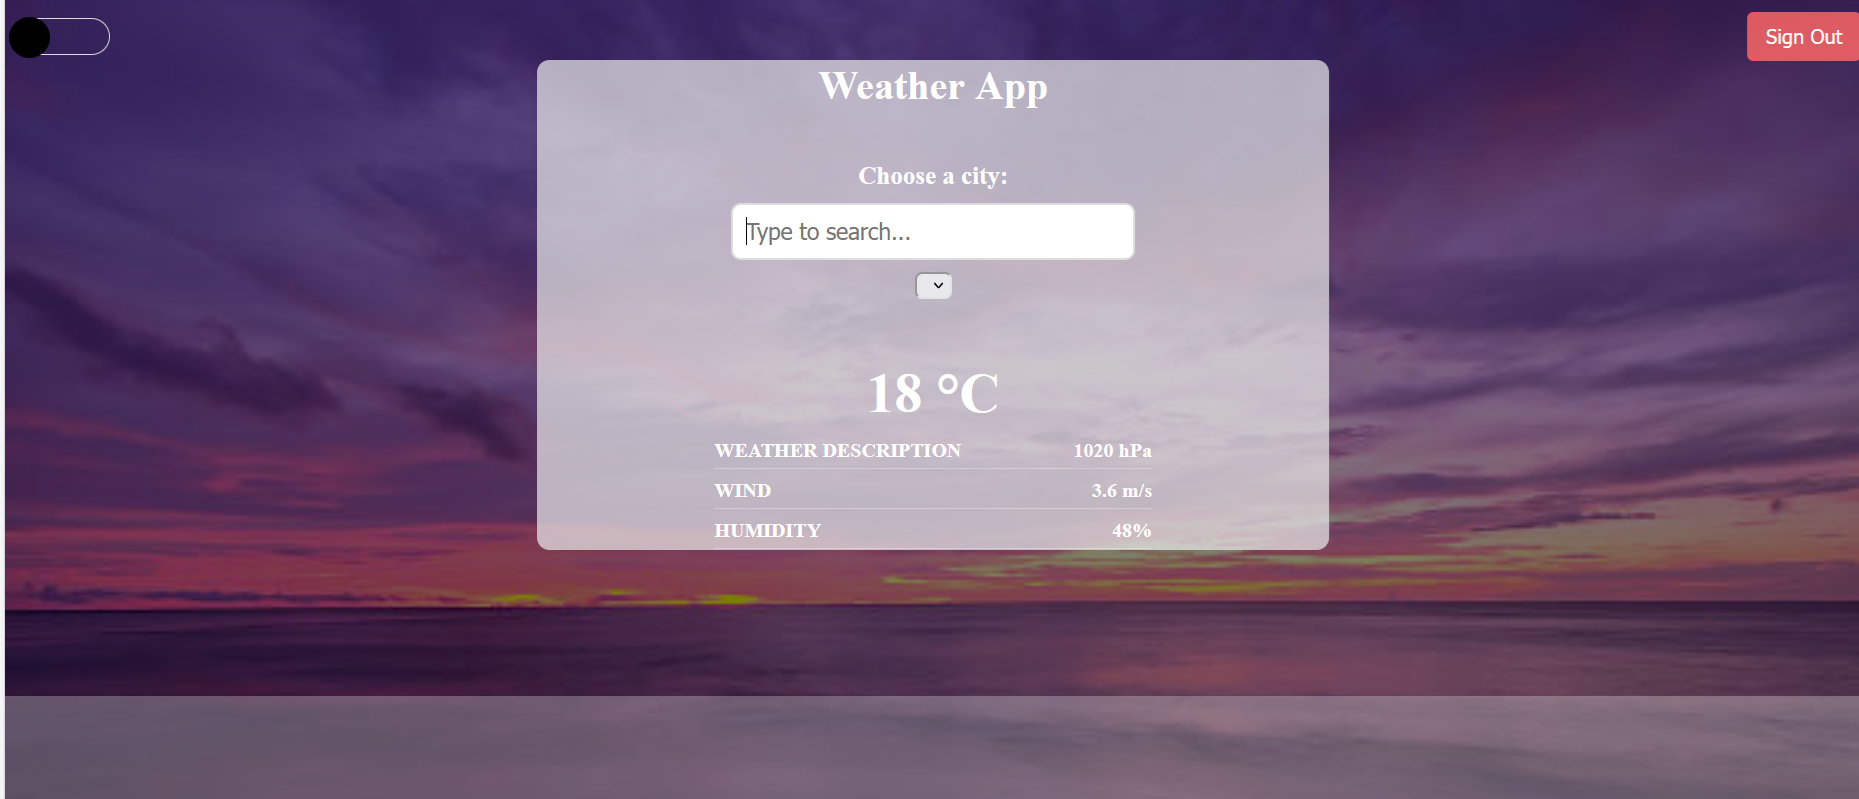 Sign Out
Weather App
Choose a city:
Type to search...
18 °C
WEATHER DESCRIPTION 1020 hPa
WIND 3.6 m/s
HUMIDITY 48%